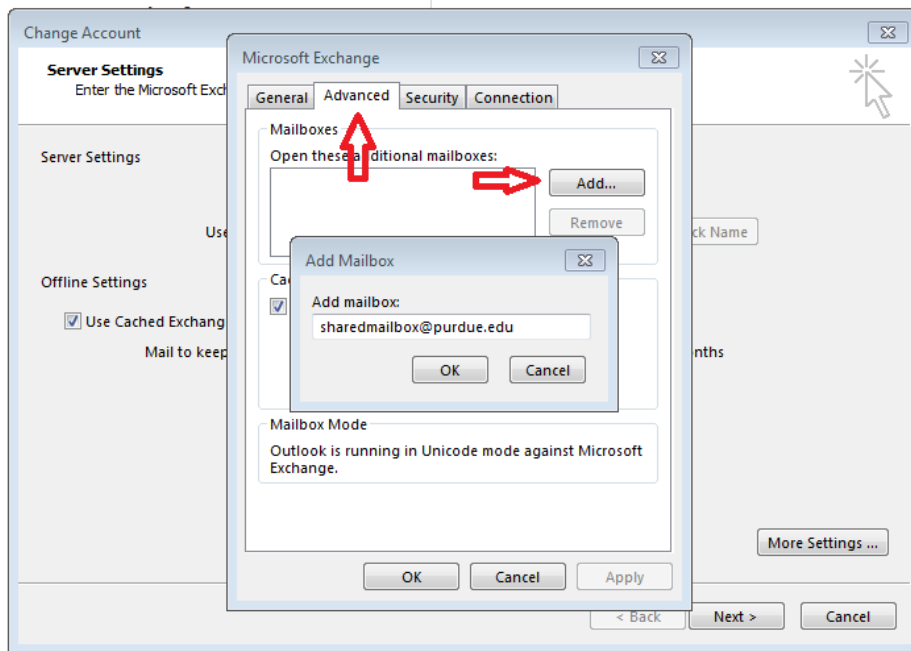 Change Account
Server Settings
Enter the Microsoft Exch
Microsoft Exchange
General Advanced Security Connection
Mailboxes
Open these additional mailboxes:
Add...
Remove
Server Settings
Use
ck Name
Offline Settings
Use Cached Exchang
Mail to keep
nths
Ca
Add Mailbox
Add mailbox:
sharedmailbox@purdue.edu
OK Cancel
Mailbox Mode
Outlook is running in Unicode mode against Microsoft
Exchange.
More Settings ...
OK Cancel Apply
< Back Next > Cancel